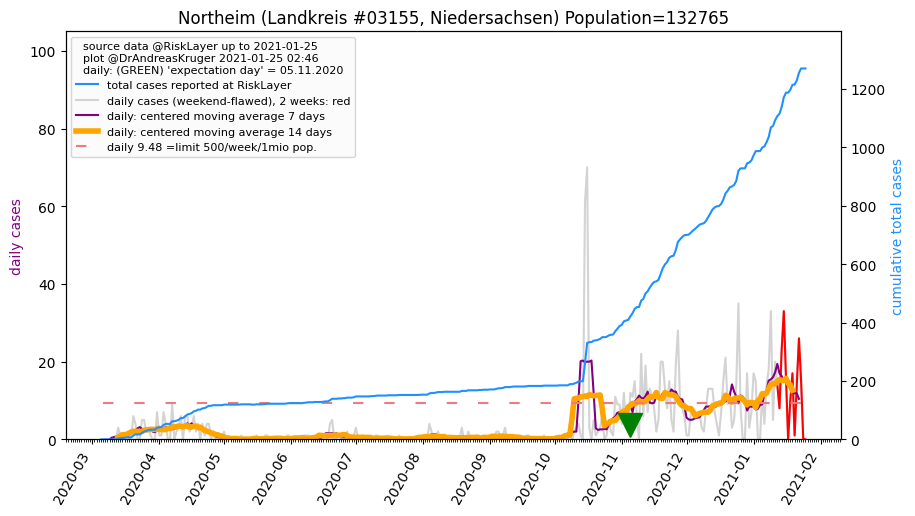 Northeim (Landkreis #03155, Niedersachsen) Population=132765
source data @RiskLayer up to 2021-01-25
plot @DrAndreasKruger 2021-01-25 02:46
daily: (GREEN) 'expectation day' = 05.11.2020
total cases reported at RiskLayer
daily cases (weekend-flawed), 2 weeks: red
daily: centered moving average 7 days
daily: centered moving average 14 days
daily 9.48 =limit 500/week/1mio pop.
daily cases
100
80
60
40
20
0
cumulative total cases
1200
1000
800
600
400
200
0
2020-03
2020-04
2020-05
2020-06
2020-07
2020-08
2020-09
2020-10
2020-11
2020-12
2021-01
2021-02